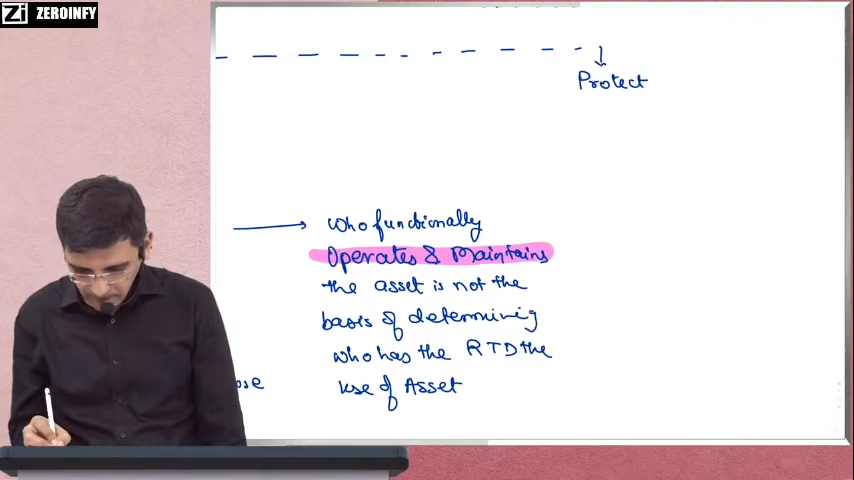 Zi ZEROINFY
Protect
Who functionally
Operates & Maintains
the asset is not the
basis of determining
who has the RTD the
use of Asset